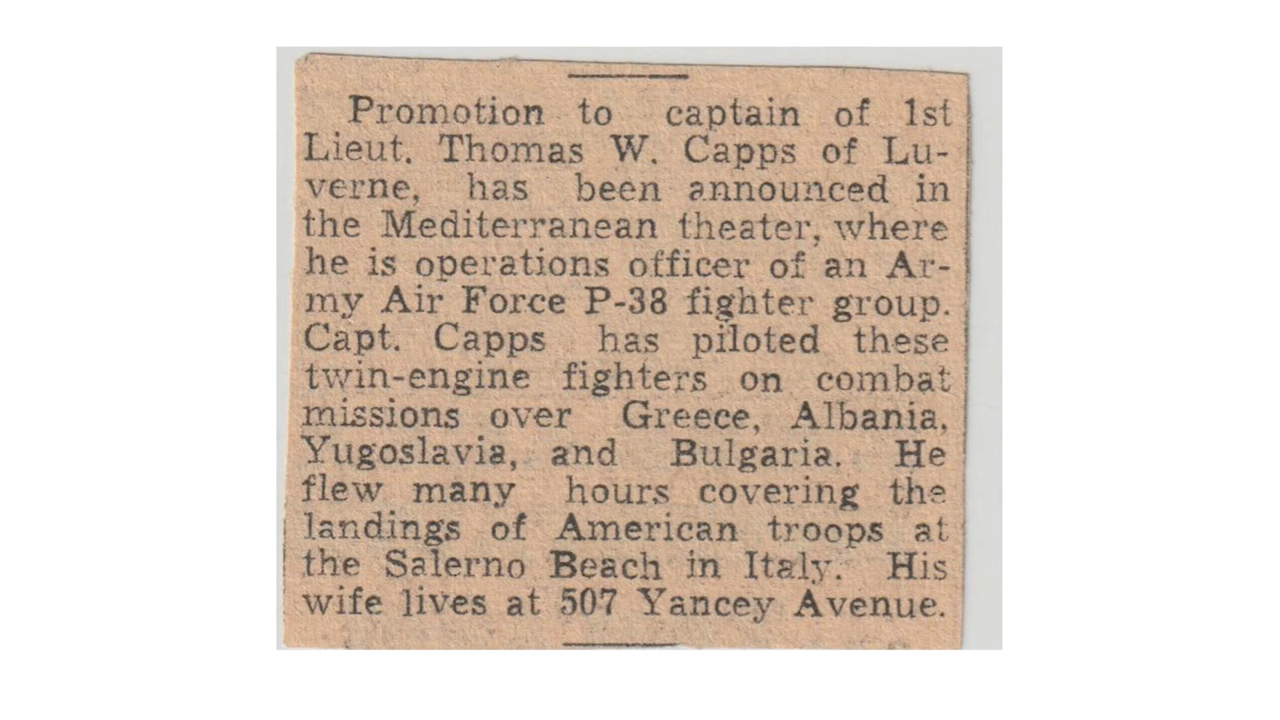 Promotion to captain of 1st
Lieut. Thomas W. Capps of Lu-
verne, has been announced in
the Mediterranean theater, where
he is operations officer of an Ar-
my Air Force P-38 fighter group.
Capt. Capps has piloted these
twin-engine fighters on combat
missions over Greece, Albania,
Yugoslavia, and Bulgaria. He
flew many hours covering the
landings of American troops at
the Salerno Beach in Italy. His
wife lives at 507 Yancey Avenue.